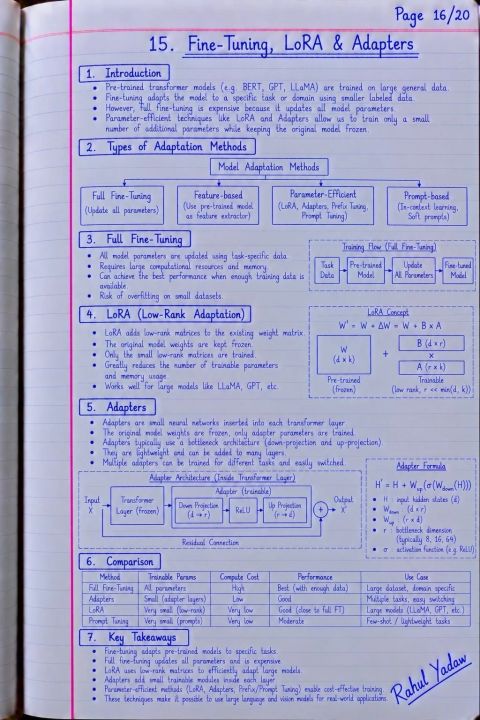 Page 16/20
15. Fine-Tuning, LoRA & Adapters
1. Introduction
• Pre-trained transformer models (e.g. BERT, GPT, LLaMA) are trained on large general data.
• Fine-tuning adapts the model to a specific task or domain using smaller labeled data.
• However, full fine-tuning is expensive because it updates all model parameters.
• Parameter-efficient techniques like LoRA and Adapters allow us to train only a small
number of additional parameters while keeping the original model frozen.
2. Types of Adaptation Methods
Model Adaptation Methods
Full Fine-Tuning
(Update all parameters)
Feature-based
(Use pre-trained model
as feature extractor)
Parameter-Efficient
(LoRA, Adapters, Prefix Tuning,
Prompt Tuning)
Prompt-based
(In-context learning,
Soft prompts)
3. Full Fine-Tuning
• All model parameters are updated using task-specific data.
• Requires large computational resources and memory.
• Can achieve the best performance when enough training data is
available.
• Risk of overfitting on small datasets.
Training Flow (Full Fine-Tuning)
Task
Data
Pre-trained
Model
Update
All Parameters
Fine-tuned
Model
4. LoRA (Low-Rank Adaptation)
• LoRA adds low-rank matrices to the existing weight matrix.
• The original model weights are kept frozen.
• Only the small low-rank matrices are trained.
• Greatly reduces the number of trainable parameters
and memory usage.
• Works well for large models like LLaMA, GPT, etc.
LoRA Concept
W' = W + ΔW = W + B x A
W
(d x k)
+
B (d x r)
×
A (r x k)
Pre-trained
(frozen)
Trainable
(low rank, r << min(d, k))
5. Adapters
• Adapters are small neural networks inserted into each transformer layer.
• The original model weights are frozen, only adapter parameters are trained.
• Adapters typically use a bottleneck architecture (down-projection and up-projection).
• They are lightweight and can be added to many layers.
• Multiple adapters can be trained for different tasks and easily switched.
Adapter Architecture (Inside Transformer Layer)
Input
X
Transformer
Layer (frozen)
Adapter (trainable)
Down Projection
(d → r)
ReLU
Up Projection
(r → d)
+
Output
X'
Residual Connection
Adapter Formula
H' = H + Wup (σ(Wdown(H)))
• H : input hidden states (d)
• Wdown : (d x r)
• Wup : (r x d)
• r : bottleneck dimension
(typically 8, 16, 64)
• σ : activation function (e.g. ReLU)
6. Comparison
Method Trainable Params Compute Cost Performance Use Case
Full Fine-Tuning All parameters High Best (with enough data) Large dataset, domain specific
Adapters Small (adapter layers) Low Good Multiple tasks, easy switching
LoRA Very small (low-rank) Very low Good (close to full FT) Large models (LLaMA, GPT, etc.)
Prompt Tuning Very small (prompts) Very low Moderate Few-shot / lightweight tasks
7. Key Takeaways
• Fine-tuning adapts pre-trained models to specific tasks.
• Full fine-tuning updates all parameters and is expensive.
• LoRA uses low-rank matrices to efficiently adapt large models.
• Adapters add small trainable modules inside each layer.
• Parameter-efficient methods (LoRA, Adapters, Prefix/Prompt Tuning) enable cost-effective training.
• These techniques make it possible to use large language and vision models for real-world applications.
Rahul Yadaw